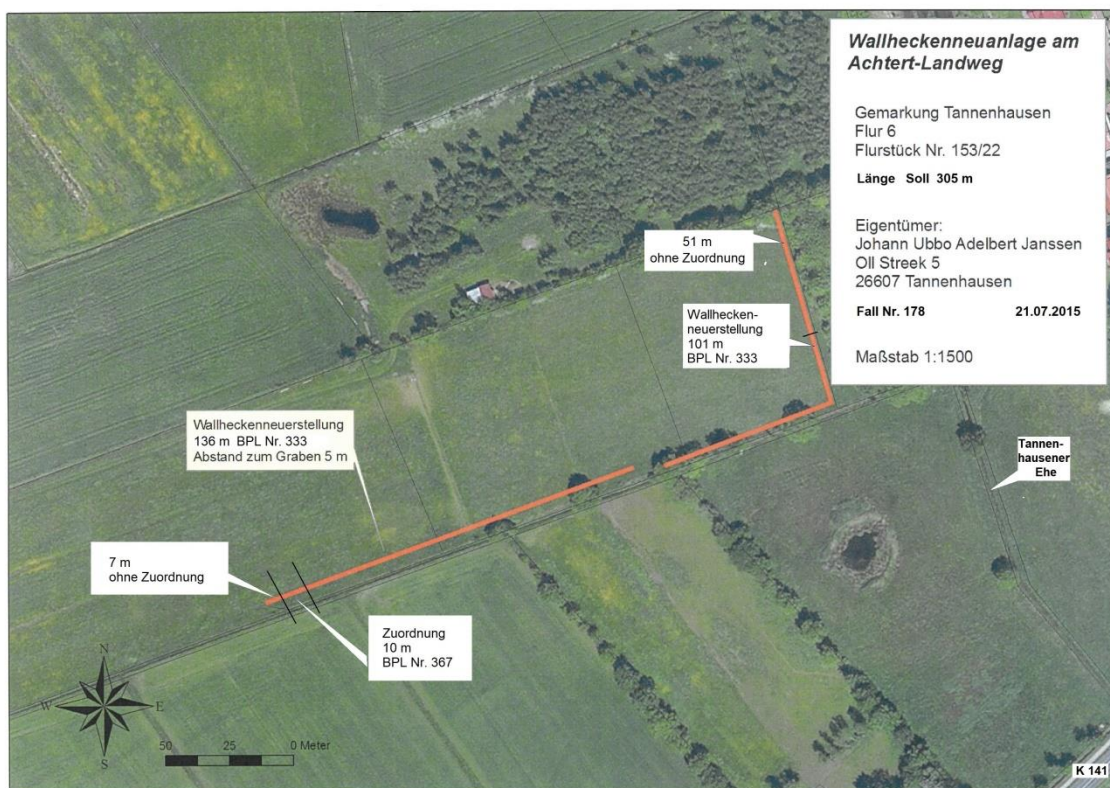 Wallheckenneuanlage am
Achtert-Landweg
Gemarkung Tannenhausen
Flur 6
Flurstück Nr. 153/22
Länge Soll 305 m
Eigentümer:
Johann Ubbo Adelbert Janssen
Oll Streek 5
26607 Tannenhausen
Fall Nr. 178 21.07.2015
Maßstab 1:1500
51 m
ohne Zuordnung
Wallhecken-
neuerstellung
101 m
BPL Nr. 333
Wallheckenneuerstellung
136 m BPL Nr. 333
Abstand zum Graben 5 m
Tannen-
hausener
Ehe
7 m
ohne Zuordnung
Zuordnung
10 m
BPL Nr. 367
N
W E
S
50 25 0 Meter
K 141